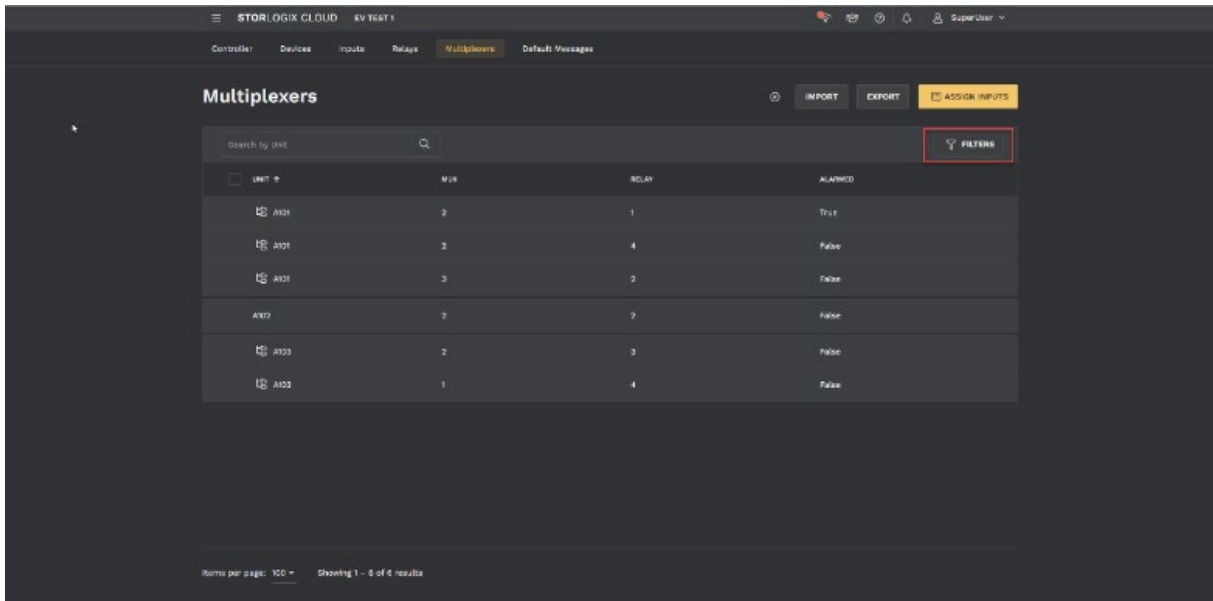 STORLOGIX CLOUD EV TEST 1 SuperUser
Controller Devices Inputs Relays Multiplexers Default Messages
Multiplexers IMPORT EXPORT ASSIGN INPUTS
Search by Unit FILTERS
UNIT MUX RELAY ALARMED
A101 2 1 True
A101 2 4 False
A101 3 2 False
A102 2 2 False
A103 2 3 False
A103 1 4 False
Items per page: 100 Showing 1 - 6 of 6 results